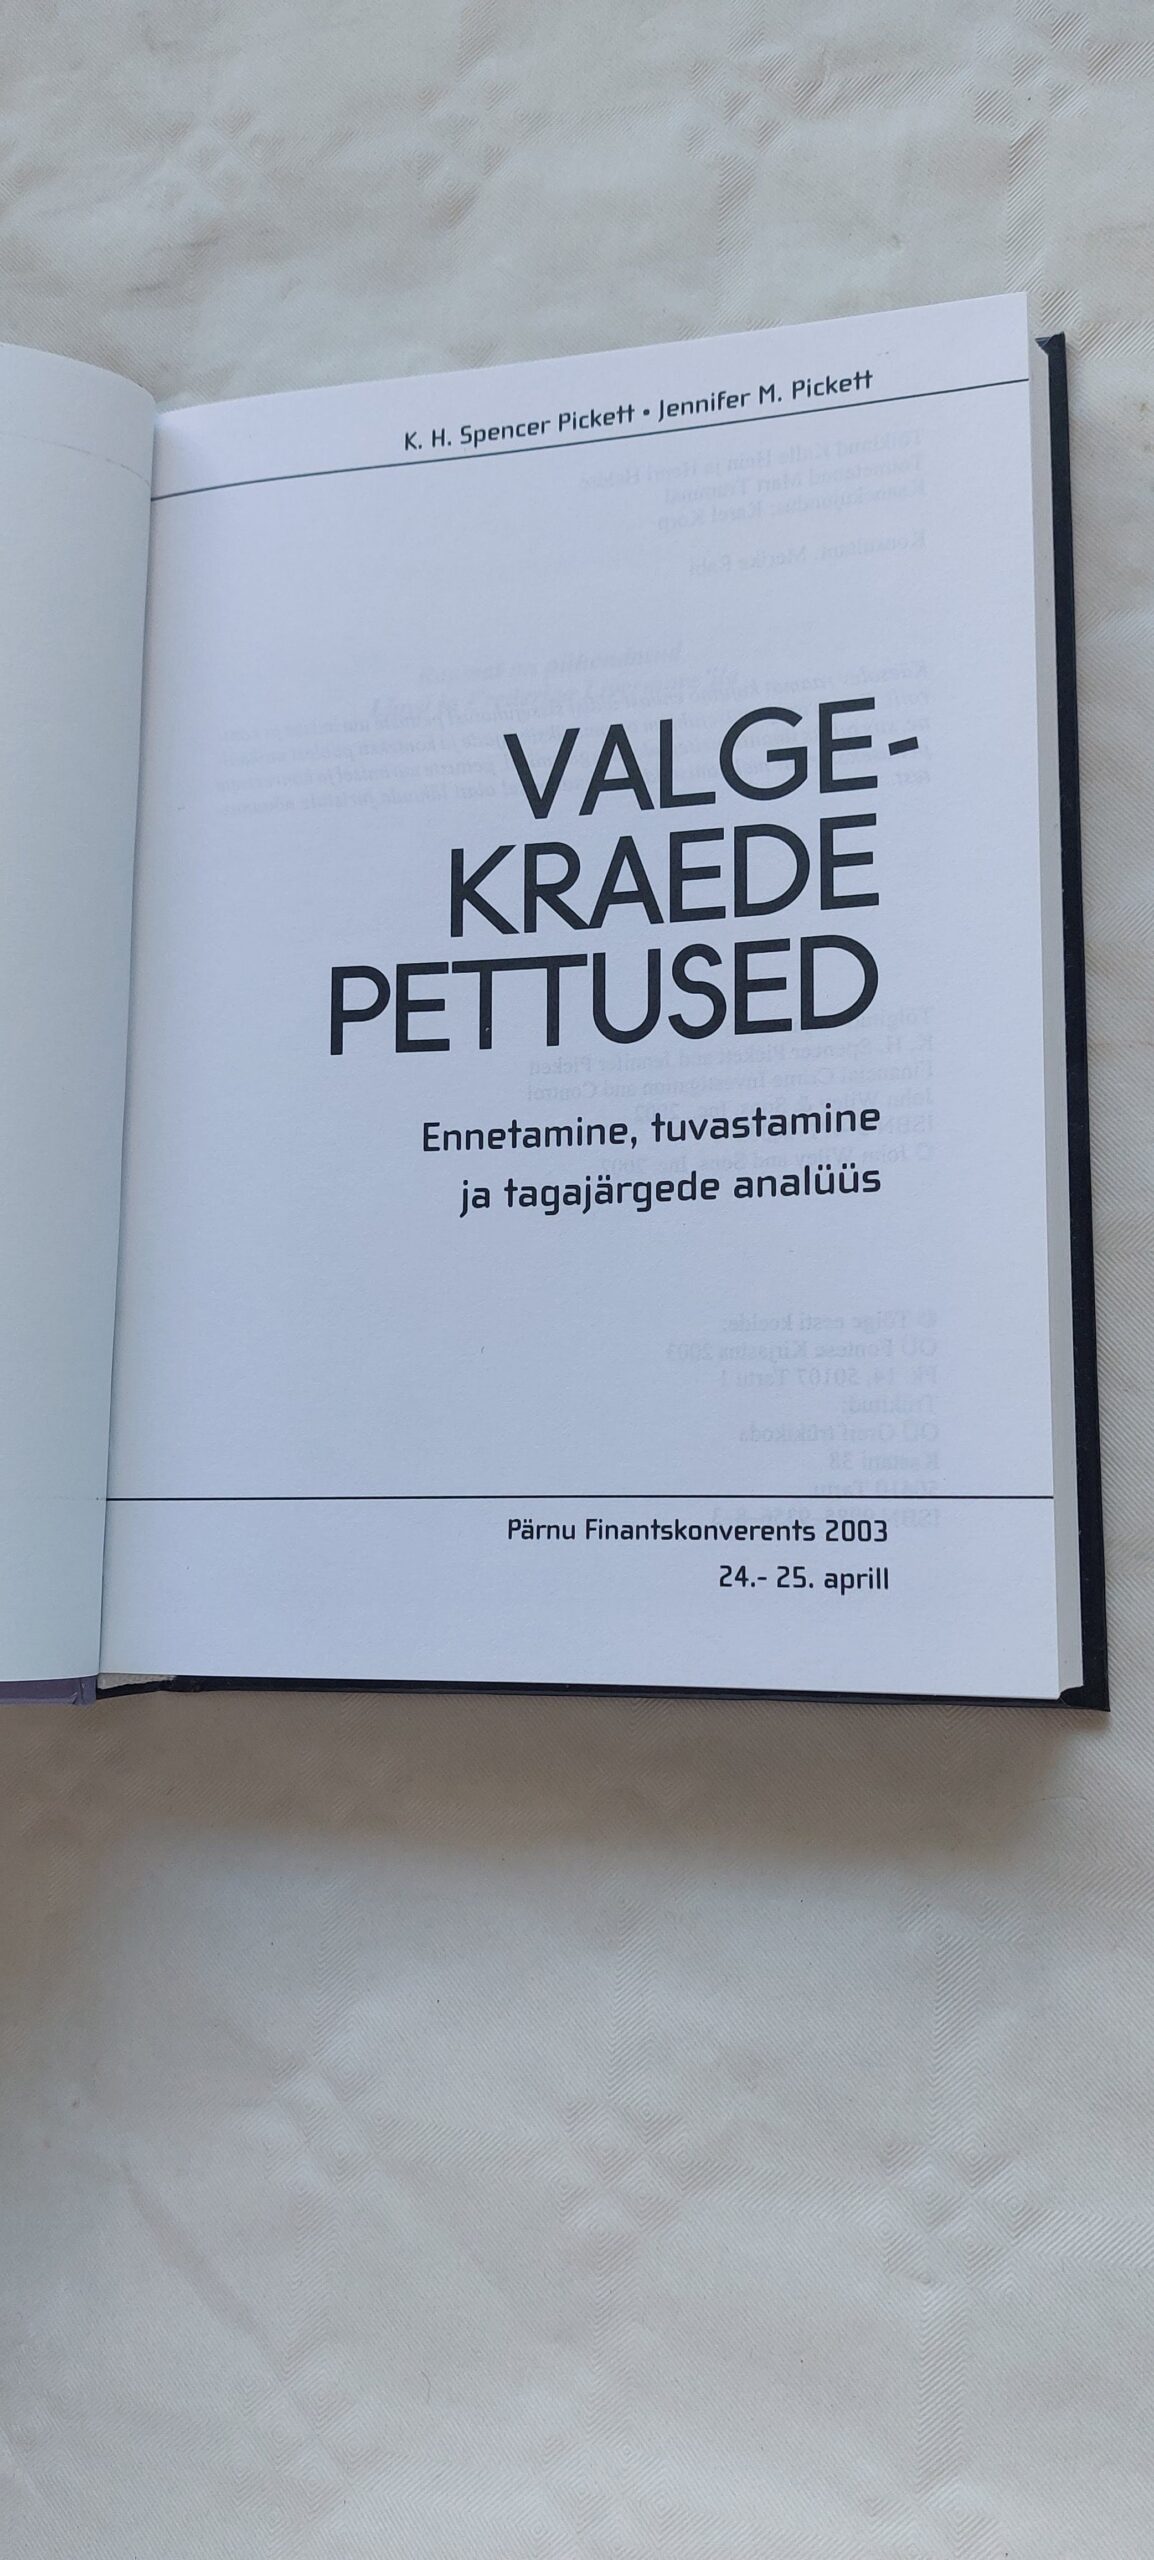 K. H. Spencer Pickett • Jennifer M. Pickett
VALGE-
KRAEDE
PETTUSED
Ennetamine, tuvastamine
ja tagajärgede analüüs
Pärnu Finantskonverents 2003
24.- 25. aprill